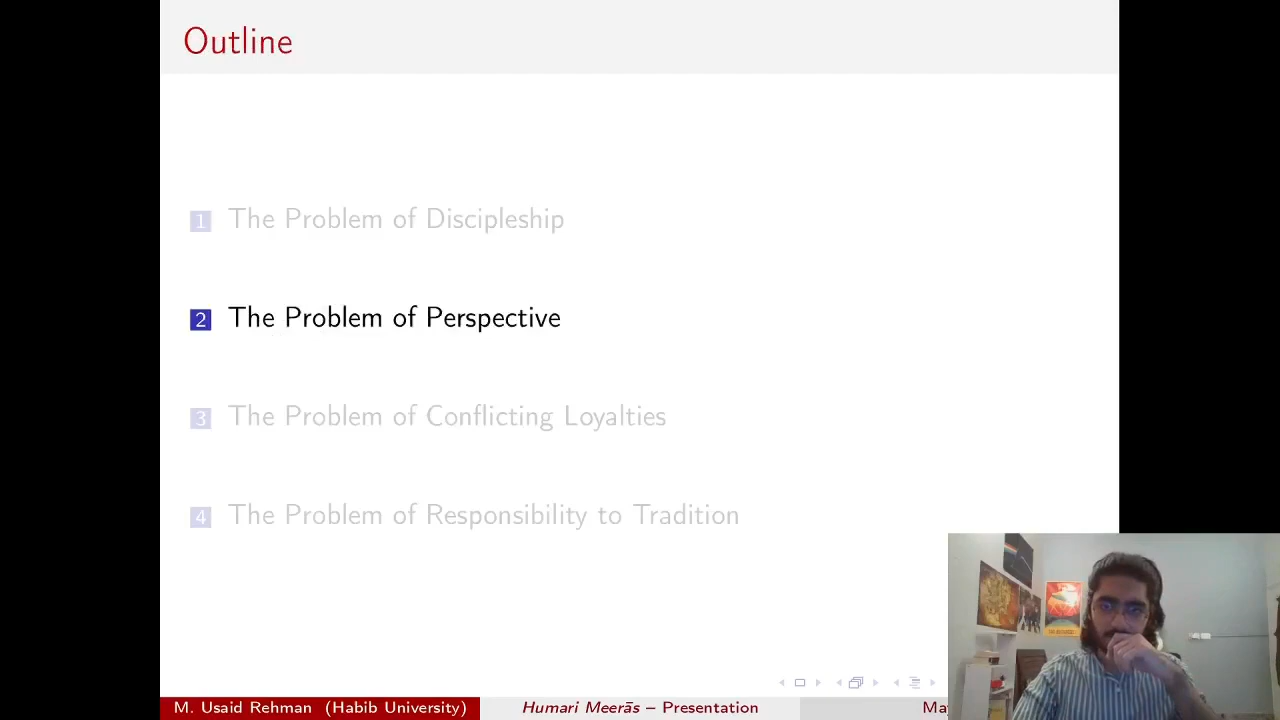 Outline
1 The Problem of Discipleship
2 The Problem of Perspective
3 The Problem of Conflicting Loyalties
4 The Problem of Responsibility to Tradition
M. Usaid Rehman (Habib University) Humari Meerās – Presentation